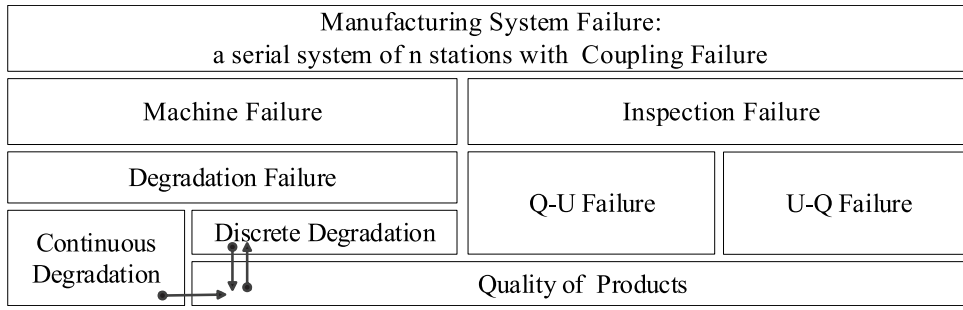 Manufacturing System Failure:
a serial system of n stations with Coupling Failure
Machine Failure
Inspection Failure
Degradation Failure
Q-U Failure
U-Q Failure
Continuous
Degradation
Discrete Degradation
Quality of Products